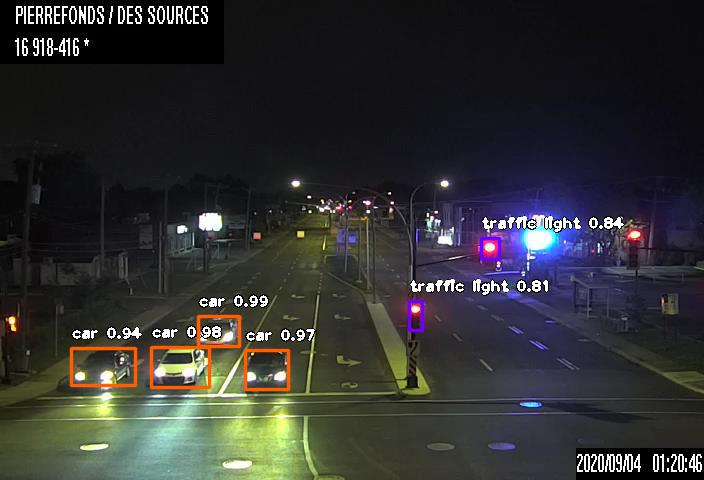 PIERREFONDS / DES SOURCES
16 918-416 *
traffic light 0.84
traffic light 0.81
car 0.99
car 0.94
car 0.98
car 0.97
2020/09/04 01:20:46